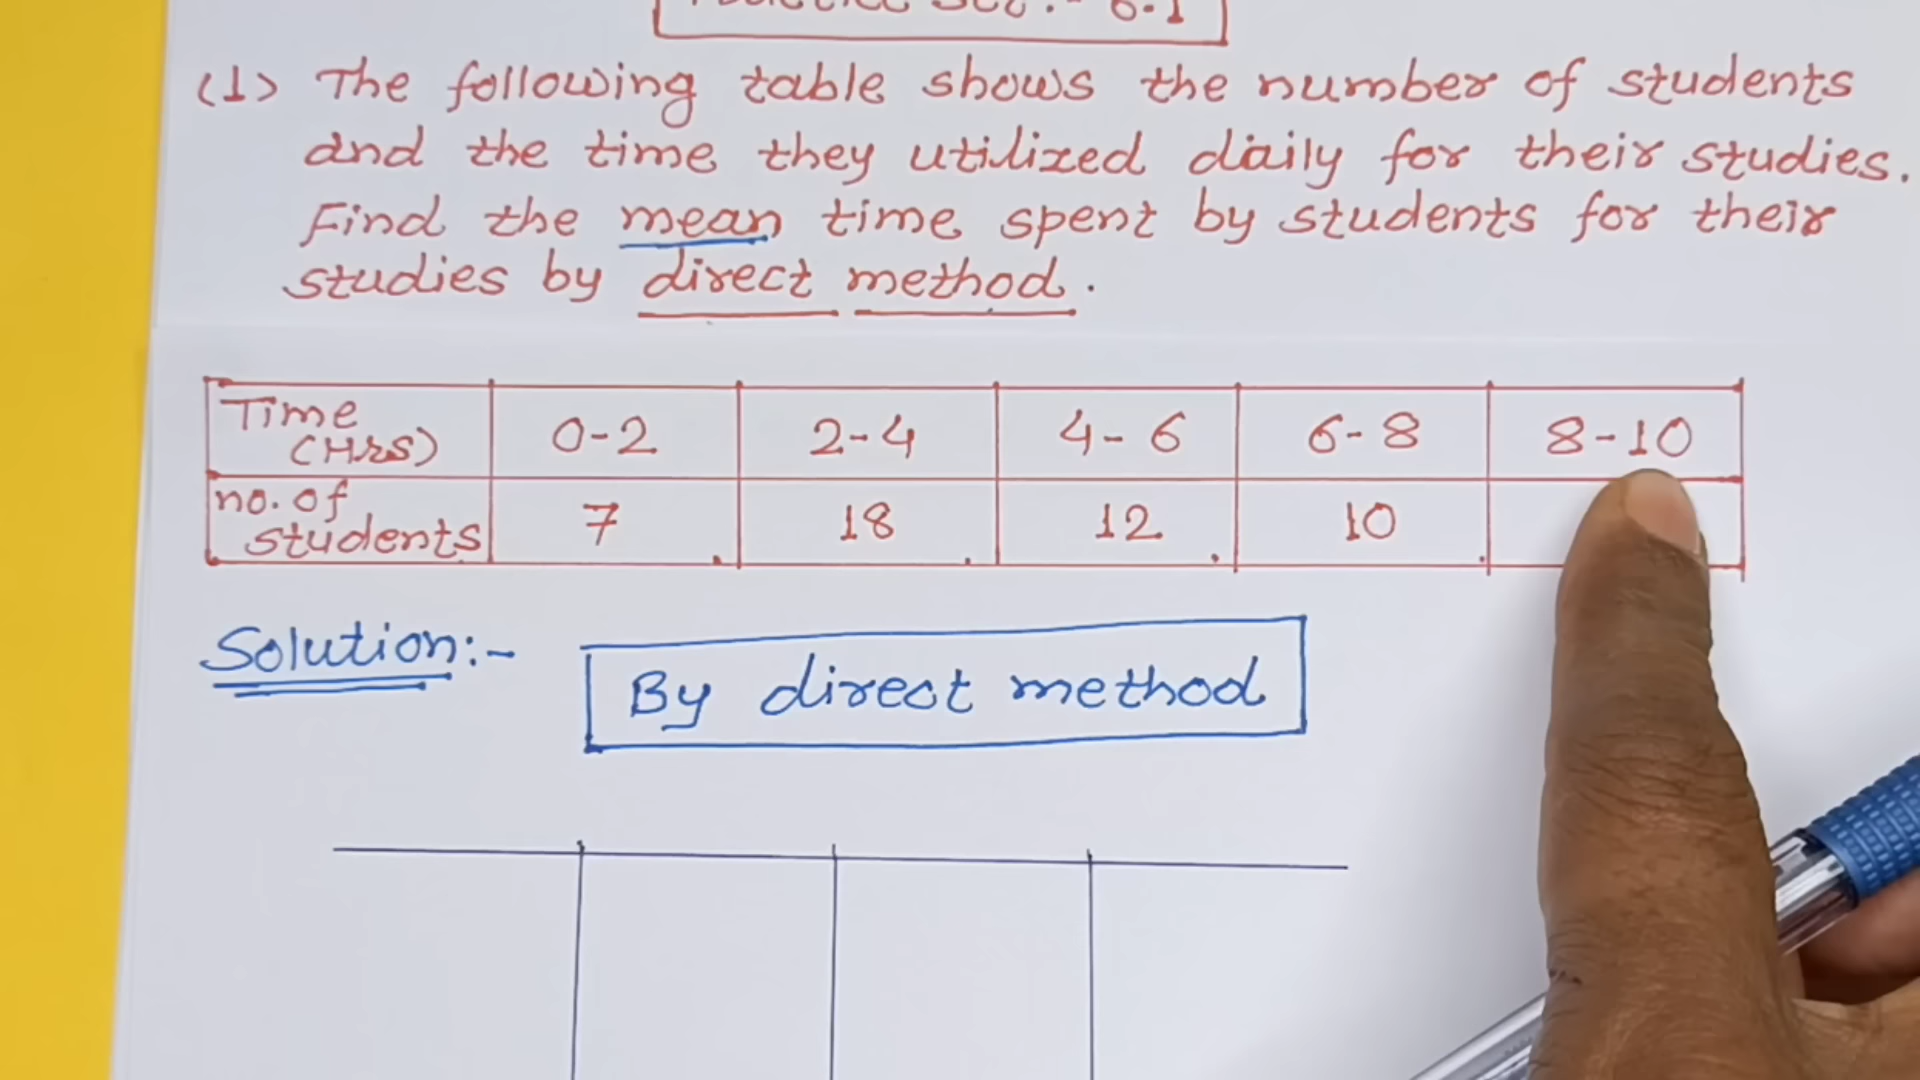 (1) The following table shows the number of students
and the time they utilized daily for their studies.
Find the mean time spent by students for their
studies by direct method.
Time (Hrs) 0-2 2-4 4-6 6-8 8-10
no. of students 7 18 12 10
Solution:-
By direct method